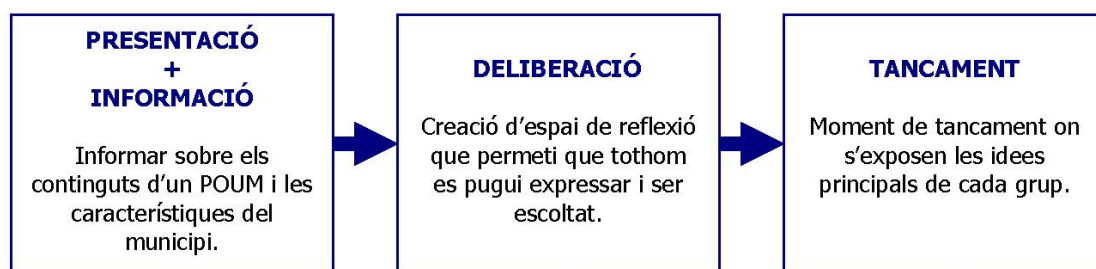 PRESENTACIÓ
+
INFORMACIÓ
Informar sobre els
continguts d'un POUM i les
característiques del
municipi.
DELIBERACIÓ
Creació d'espai de reflexió
que permeti que tothom
es pugui expressar i ser
escoltat.
TANCAMENT
Moment de tancament on
s'exposen les idees
principals de cada grup.